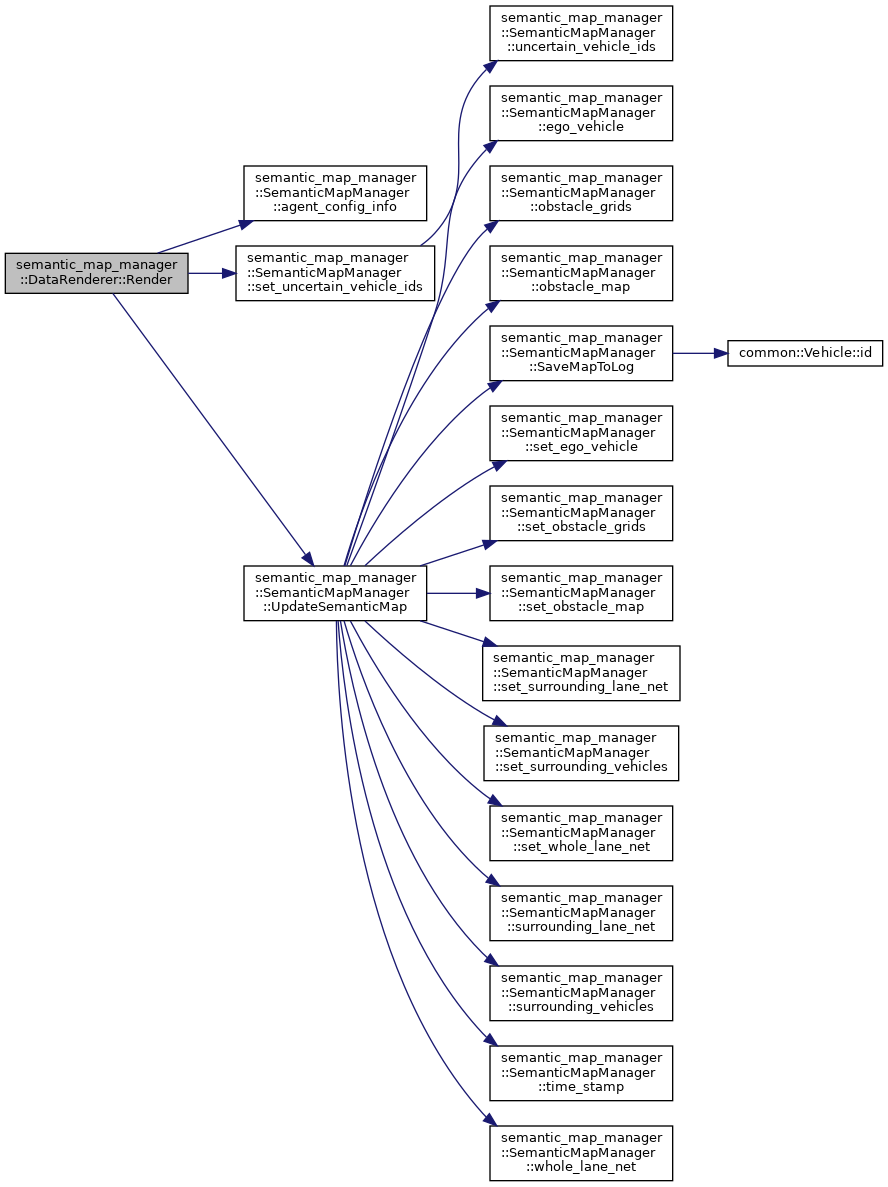 semantic_map_manager
::DataRenderer::Render
semantic_map_manager
::SemanticMapManager
::agent_config_info
semantic_map_manager
::SemanticMapManager
::set_uncertain_vehicle_ids
semantic_map_manager
::SemanticMapManager
::UpdateSemanticMap
semantic_map_manager
::SemanticMapManager
::uncertain_vehicle_ids
semantic_map_manager
::SemanticMapManager
::ego_vehicle
semantic_map_manager
::SemanticMapManager
::obstacle_grids
semantic_map_manager
::SemanticMapManager
::obstacle_map
semantic_map_manager
::SemanticMapManager
::SaveMapToLog
semantic_map_manager
::SemanticMapManager
::set_ego_vehicle
semantic_map_manager
::SemanticMapManager
::set_obstacle_grids
semantic_map_manager
::SemanticMapManager
::set_obstacle_map
semantic_map_manager
::SemanticMapManager
::set_surrounding_lane_net
semantic_map_manager
::SemanticMapManager
::set_surrounding_vehicles
semantic_map_manager
::SemanticMapManager
::set_whole_lane_net
semantic_map_manager
::SemanticMapManager
::surrounding_lane_net
semantic_map_manager
::SemanticMapManager
::surrounding_vehicles
semantic_map_manager
::SemanticMapManager
::time_stamp
semantic_map_manager
::SemanticMapManager
::whole_lane_net
common::Vehicle::id